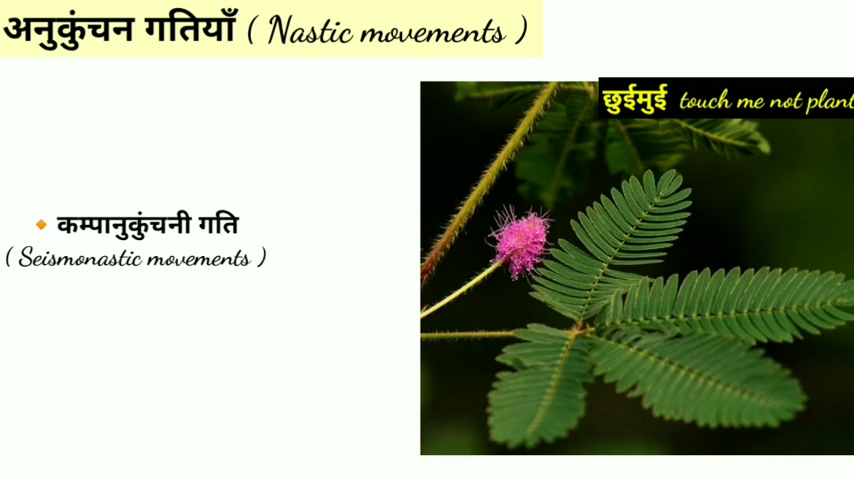 अनुकुंचन गतियाँ ( Nastic movements )
छुईमुई touch me not plant
कम्पानुकुंचनी गति
( Seismonastic movements )